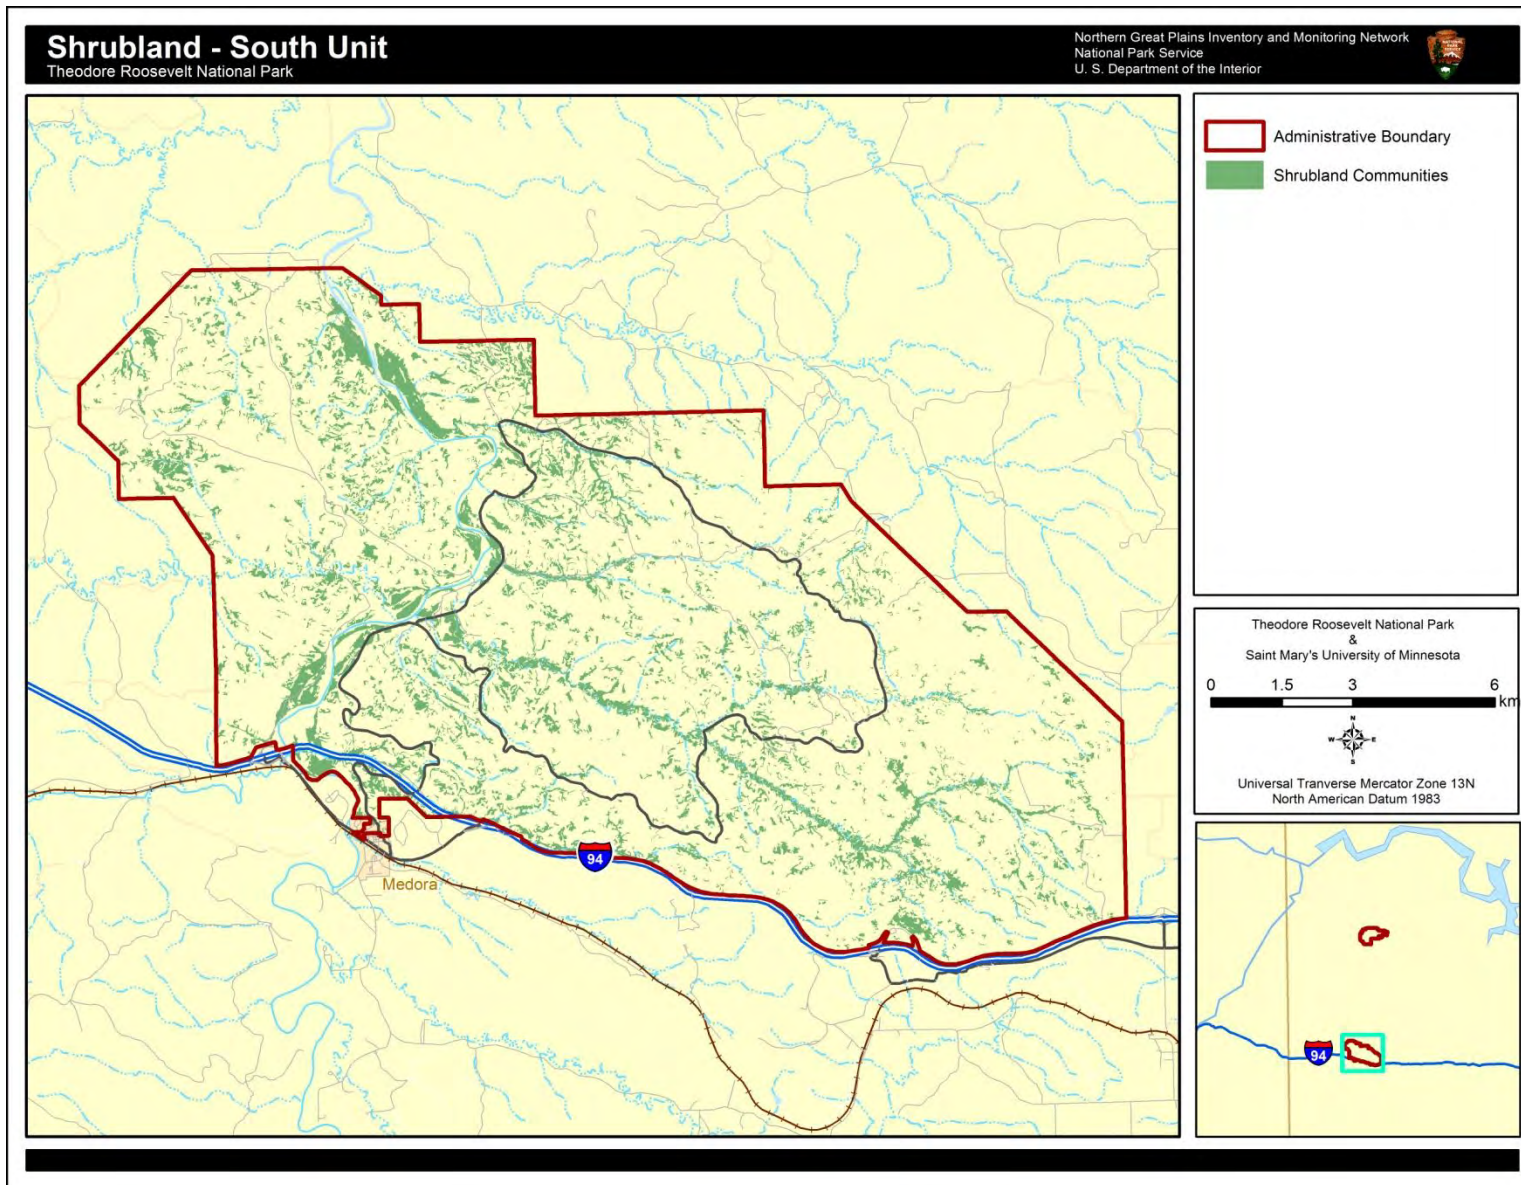 Shrubland - South Unit
Theodore Roosevelt National Park
Northern Great Plains Inventory and Monitoring Network
National Park Service
U. S. Department of the Interior
Administrative Boundary
Shrubland Communities
Medora
94
Theodore Roosevelt National Park
&
Saint Mary's University of Minnesota
0 1.5 3 6
km
N
W E
S
Universal Tranverse Mercator Zone 13N
North American Datum 1983
94